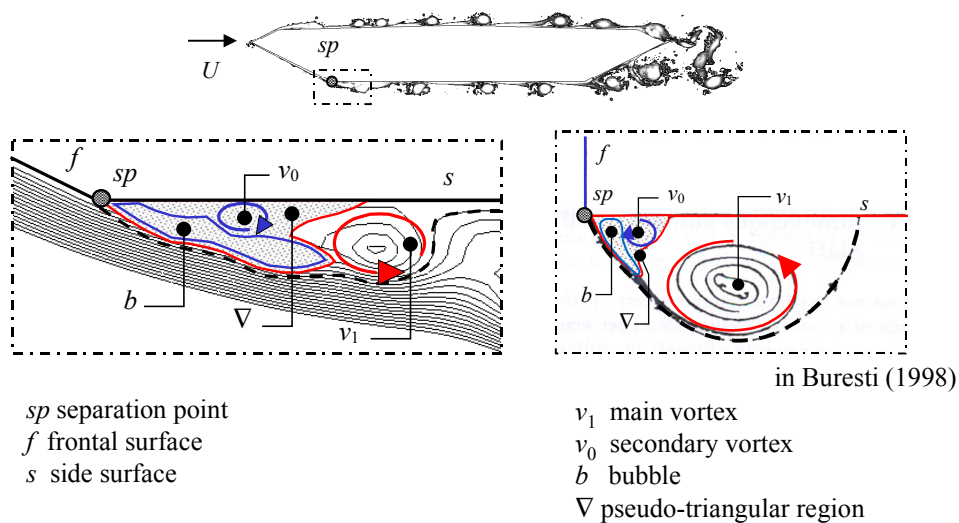 sp
U
f
sp
v0
s
b
∇
v1
f
sp
v0
v1
s
b
∇
in Buresti (1998)
sp separation point
f frontal surface
s side surface
v1 main vortex
v0 secondary vortex
b bubble
∇ pseudo-triangular region